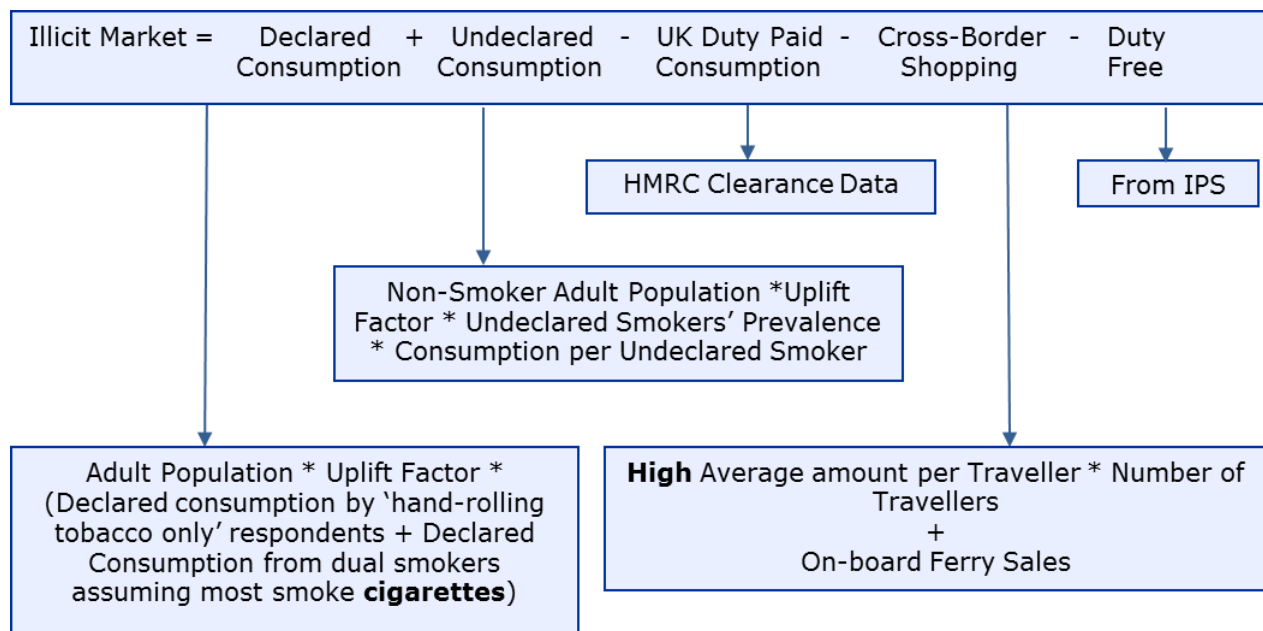 Illicit Market = Declared + Undeclared - UK Duty Paid - Cross-Border - Duty
Consumption Consumption Consumption Shopping Free
HMRC Clearance Data
From IPS
Non-Smoker Adult Population *Uplift
Factor * Undeclared Smokers’ Prevalence
* Consumption per Undeclared Smoker
Adult Population * Uplift Factor *
(Declared consumption by ‘hand-rolling
tobacco only’ respondents + Declared
Consumption from dual smokers
assuming most smoke cigarettes)
High Average amount per Traveller * Number of
Travellers
+
On-board Ferry Sales